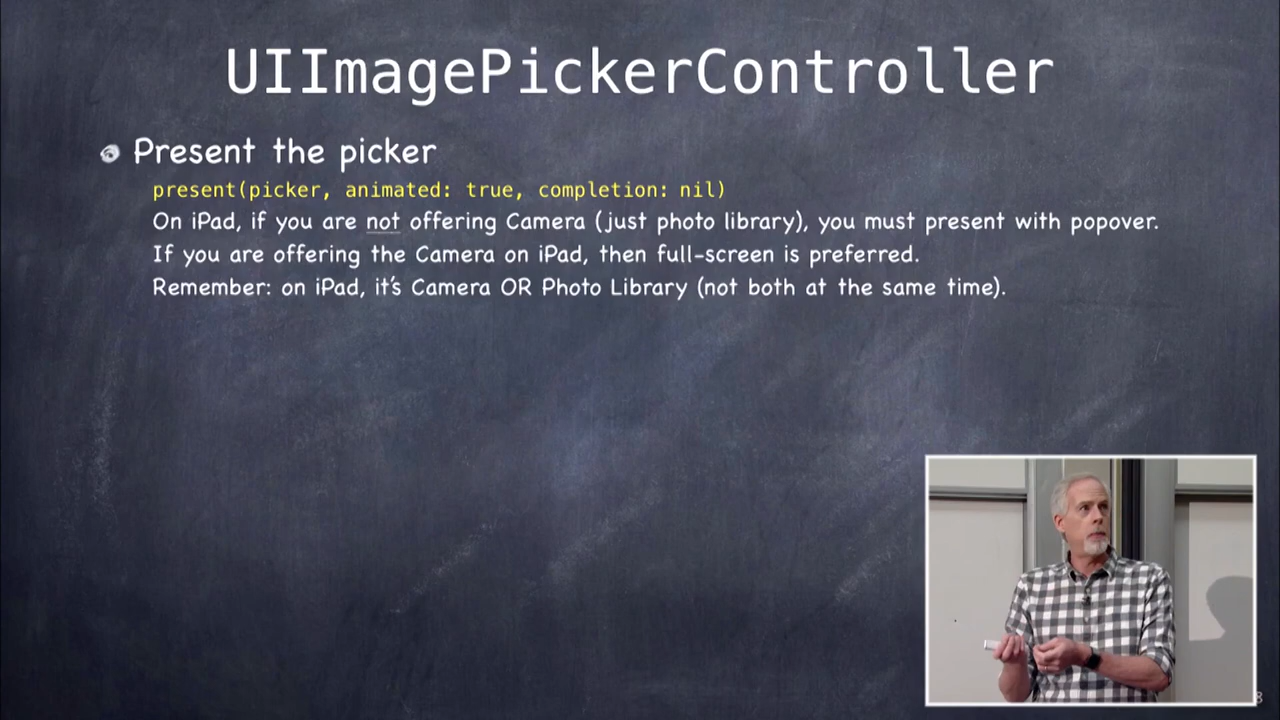 UIImagePickerController
Present the picker
present(picker, animated: true, completion: nil)
On iPad, if you are not offering Camera (just photo library), you must present with popover.
If you are offering the Camera on iPad, then full-screen is preferred.
Remember: on iPad, it's Camera OR Photo Library (not both at the same time).
8